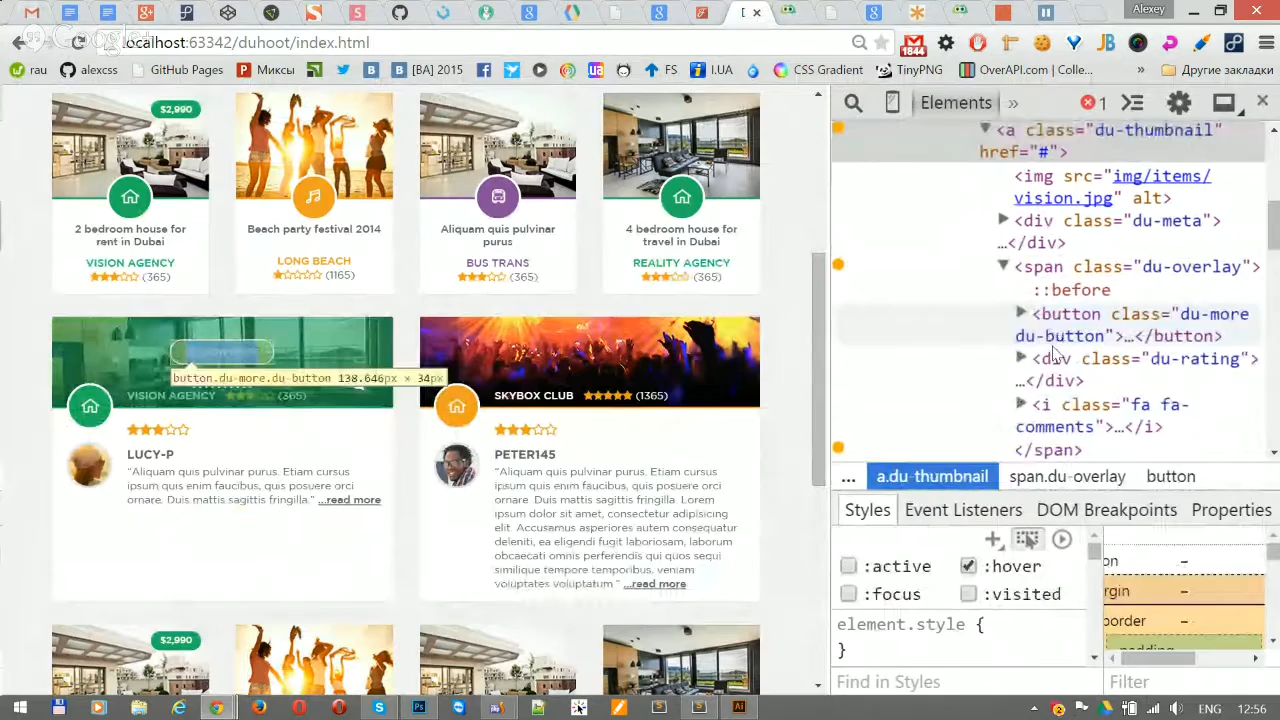 Alexey
localhost:63342/duhoot/index.html
1844
JB
rau
alexcss
GitHub Pages
Миксы
[BA] 2015
FS
LUA
CSS Gradient
TinyPNG
OverAPI.com | Colle...
»
Другие закладки
$2,990
2 bedroom house for
rent in Dubai
VISION AGENCY
(365)
Beach party festival 2014
LONG BEACH
(1165)
Aliquam quis pulvinar
purus
BUS TRANS
(365)
4 bedroom house for
travel in Dubai
REALITY AGENCY
(365)
button.du-more.du-button 138.646px × 34px
VISION AGENCY
(365)
LUCY-P
"Aliquam quis pulvinar purus. Etiam cursus
ipsum quis enim faucibus, quis posuere orci
ornare. Duis mattis sagittis fringilla." ...read more
SKYBOX CLUB
(1365)
PETER145
"Aliquam quis pulvinar purus. Etiam cursus
ipsum quis enim faucibus, quis posuere orci
ornare. Duis mattis sagittis fringilla. Lorem
ipsum dolor sit amet, consectetur adipisicing
elit. Accusamus asperiores autem consequatur
deleniti, ea eligendi fugit laboriosam, laborum
obcaecati omnis perferendis qui quos sequi
similique tempore temporibus, veniam
voluptates voluptatum " ...read more
$2,990
Elements
»
1
<a class="du-thumbnail"
href="#">
<img src="img/items/
vision.jpg" alt>
<div class="du-meta">
…</div>
<span class="du-overlay">
::before
<button class="du-more
du-button">…</button>
<div class="du-rating">
…</div>
<i class="fa fa-
comments">…</i>
</span>
...
a.du-thumbnail
span.du-overlay
button
Styles
Event Listeners
DOM Breakpoints
Properties
:active
:hover
:focus
:visited
element.style {
}
Find in Styles
on
–
rgin
–
border
–
padding
Filter
ENG
12:56